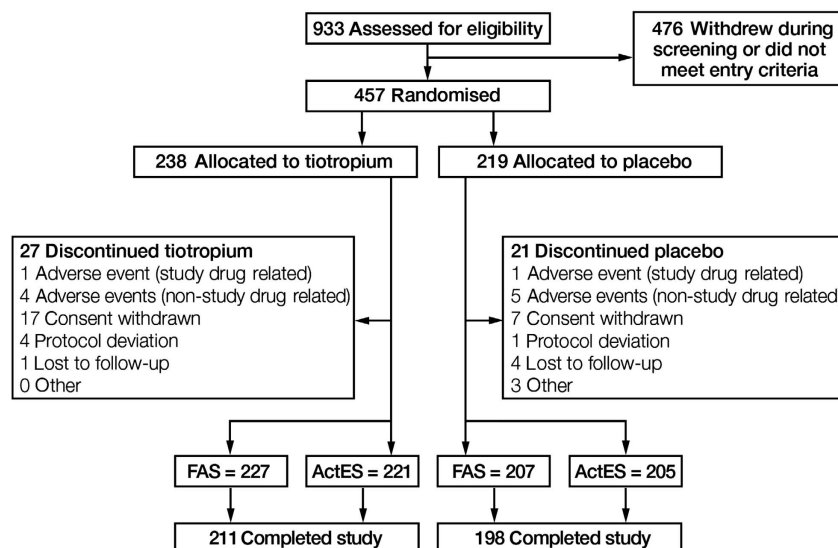 933 Assessed for eligibility
476 Withdrew during
screening or did not
meet entry criteria
457 Randomised
238 Allocated to tiotropium
219 Allocated to placebo
27 Discontinued tiotropium
1 Adverse event (study drug related)
4 Adverse events (non-study drug related)
17 Consent withdrawn
4 Protocol deviation
1 Lost to follow-up
0 Other
21 Discontinued placebo
1 Adverse event (study drug related)
5 Adverse events (non-study drug related
7 Consent withdrawn
1 Protocol deviation
4 Lost to follow-up
3 Other
FAS = 227
ActES = 221
FAS = 207
ActES = 205
211 Completed study
198 Completed study